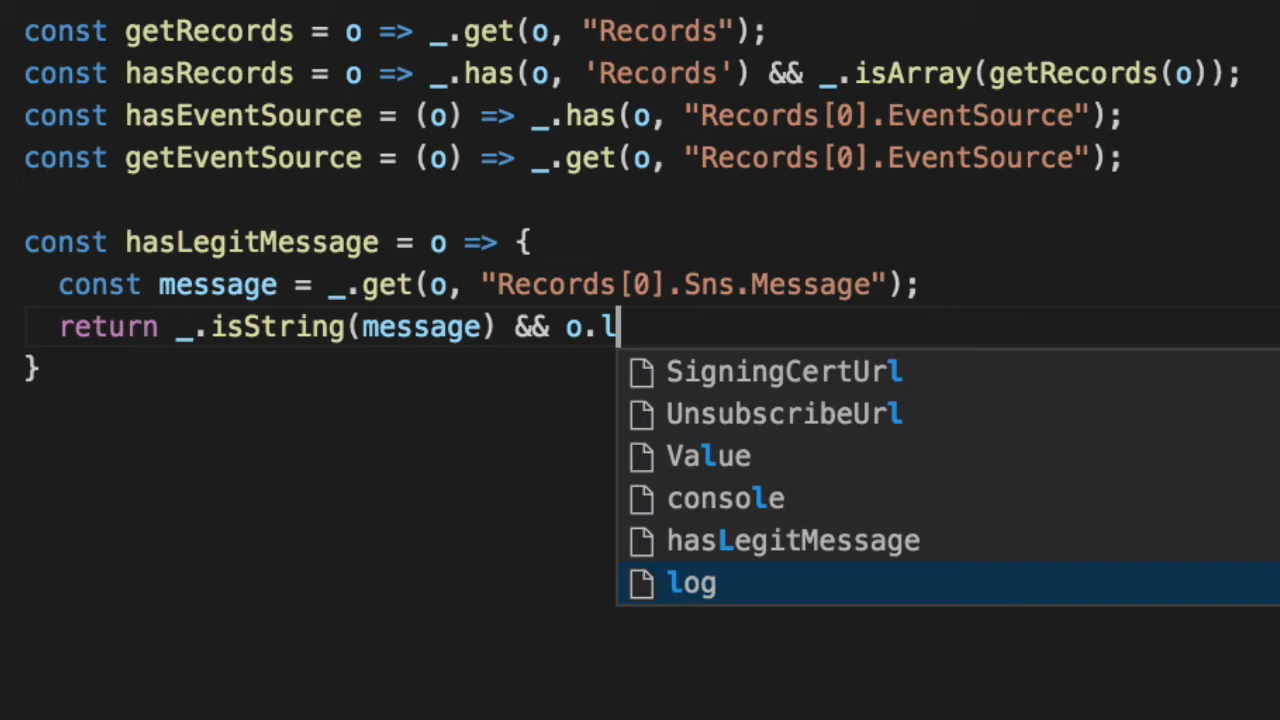 const getRecords = o => _.get(o, "Records");
const hasRecords = o => _.has(o, 'Records') && _.isArray(getRecords(o));
const hasEventSource = (o) => _.has(o, "Records[0].EventSource");
const getEventSource = (o) => _.get(o, "Records[0].EventSource");
const hasLegitMessage = o => {
const message = _.get(o, "Records[0].Sns.Message");
return _.isString(message) && o.l
}
SigningCertUrl
UnsubscribeUrl
Value
console
hasLegitMessage
log